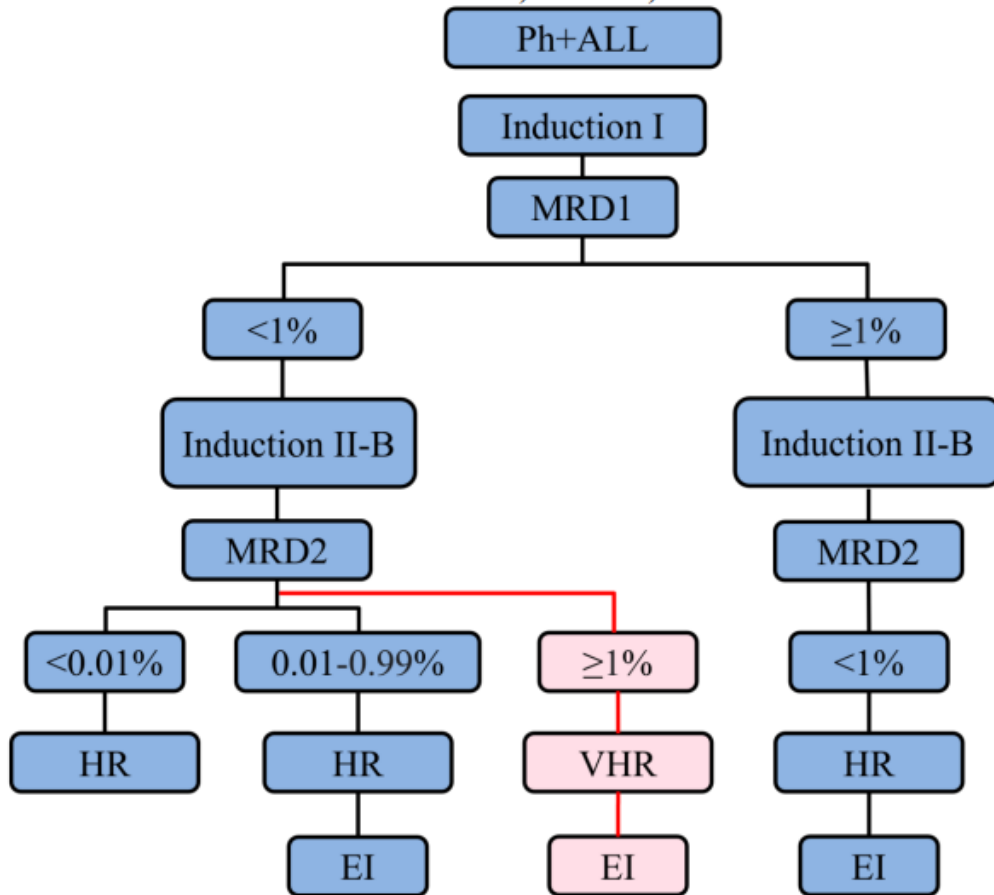 Ph+ALL
Induction I
MRD1
<1%
≥1%
Induction II-B
Induction II-B
MRD2
MRD2
<0.01%
0.01-0.99%
≥1%
<1%
HR
HR
VHR
HR
EI
EI
EI